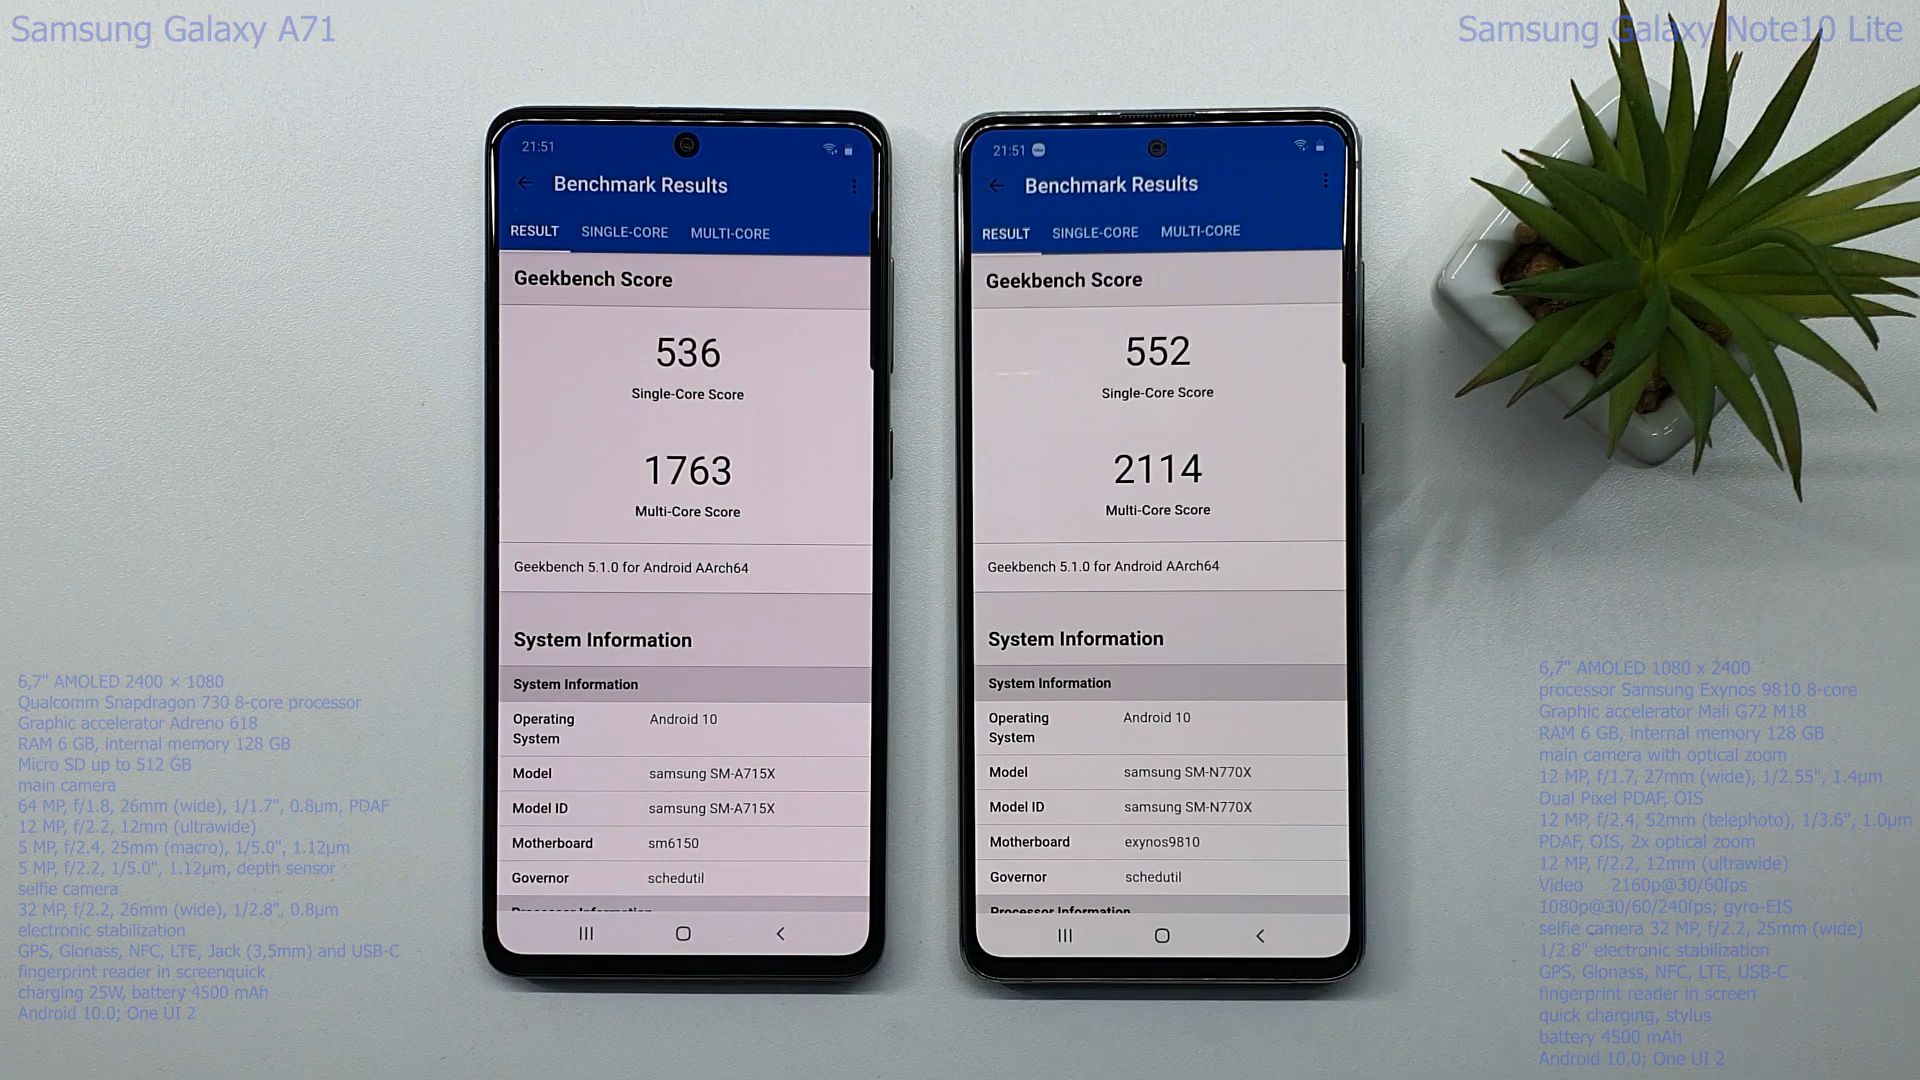 Samsung Galaxy A71
Samsung Galaxy Note10 Lite
21:51
Benchmark Results
RESULT SINGLE-CORE MULTI-CORE
Geekbench Score
536
Single-Core Score
1763
Multi-Core Score
Geekbench 5.1.0 for Android AArch64
System Information
System Information
Operating System Android 10
Model samsung SM-A715X
Model ID samsung SM-A715X
Motherboard sm6150
Governor schedutil
Processor Information
21:51
Benchmark Results
RESULT SINGLE-CORE MULTI-CORE
Geekbench Score
552
Single-Core Score
2114
Multi-Core Score
Geekbench 5.1.0 for Android AArch64
System Information
System Information
Operating System Android 10
Model samsung SM-N770X
Model ID samsung SM-N770X
Motherboard exynos9810
Governor schedutil
Processor Information
6,7" AMOLED 2400 × 1080
Qualcomm Snapdragon 730 8-core processor
Graphic accelerator Adreno 618
RAM 6 GB, internal memory 128 GB
Micro SD up to 512 GB
main camera
64 MP, f/1.8, 26mm (wide), 1/1.7", 0.8µm, PDAF
12 MP, f/2.2, 12mm (ultrawide)
5 MP, f/2.4, 25mm (macro), 1/5.0", 1.12µm
5 MP, f/2.2, 1/5.0", 1.12µm, depth sensor
selfie camera
32 MP, f/2.2, 26mm (wide), 1/2.8", 0.8µm
electronic stabilization
GPS, Glonass, NFC, LTE, Jack (3,5mm) and USB-C
fingerprint reader in screenquick
charging 25W, battery 4500 mAh
Android 10.0; One UI 2
6,7" AMOLED 1080 x 2400
processor Samsung Exynos 9810 8-core
Graphic accelerator Mali G72 M18
RAM 6 GB, internal memory 128 GB
main camera with optical zoom
12 MP, f/1.7, 27mm (wide), 1/2.55", 1.4µm
Dual Pixel PDAF, OIS
12 MP, f/2.4, 52mm (telephoto), 1/3.6", 1.0µm
PDAF, OIS, 2x optical zoom
12 MP, f/2.2, 12mm (ultrawide)
Video 2160p@30/60fps
1080p@30/60/240fps; gyro-EIS
selfie camera 32 MP, f/2.2, 25mm (wide)
1/2.8" electronic stabilization
GPS, Glonass, NFC, LTE, USB-C
fingerprint reader in screen
quick charging, stylus
battery 4500 mAh
Android 10.0; One UI 2